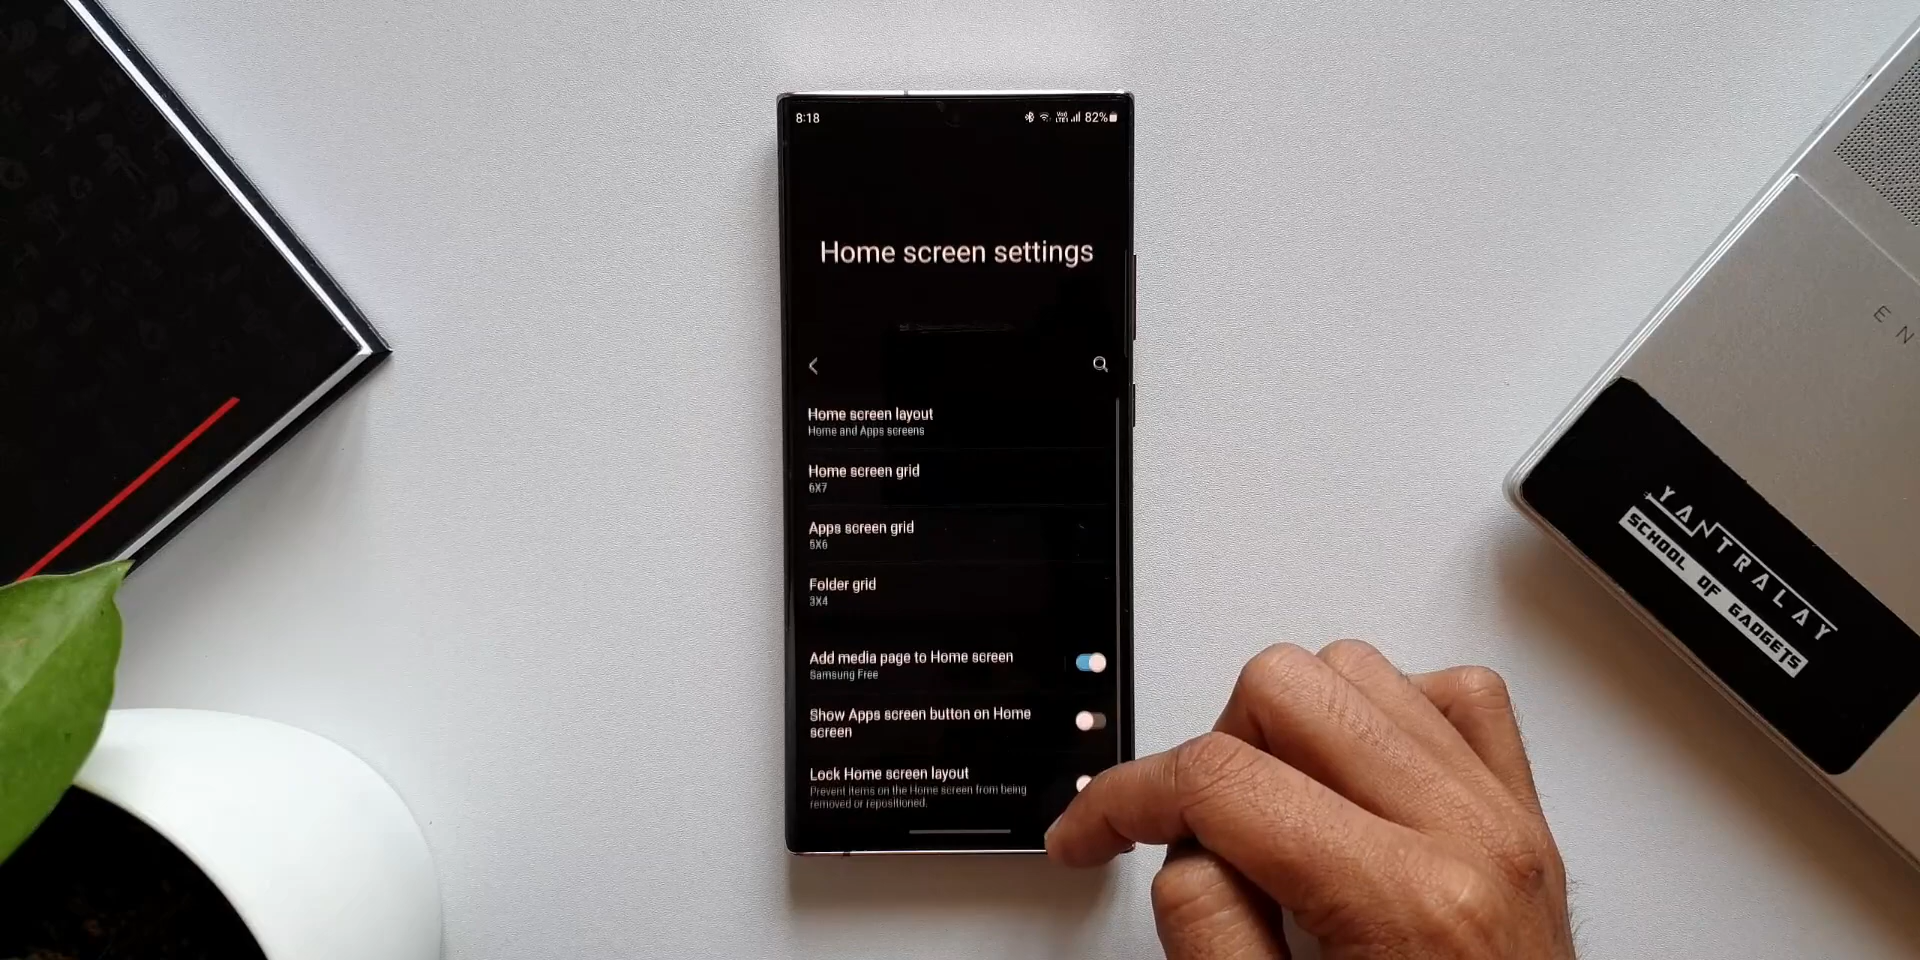 8:18
82%
Home screen settings
Home screen layout
Home and Apps screens
Home screen grid
6X7
Apps screen grid
5X6
Folder grid
3X4
Add media page to Home screen
Samsung Free
Show Apps screen button on Home
screen
Lock Home screen layout
Prevent items on the Home screen from being
removed or repositioned.
E N
YANTRALAY
SCHOOL OF GADGETS